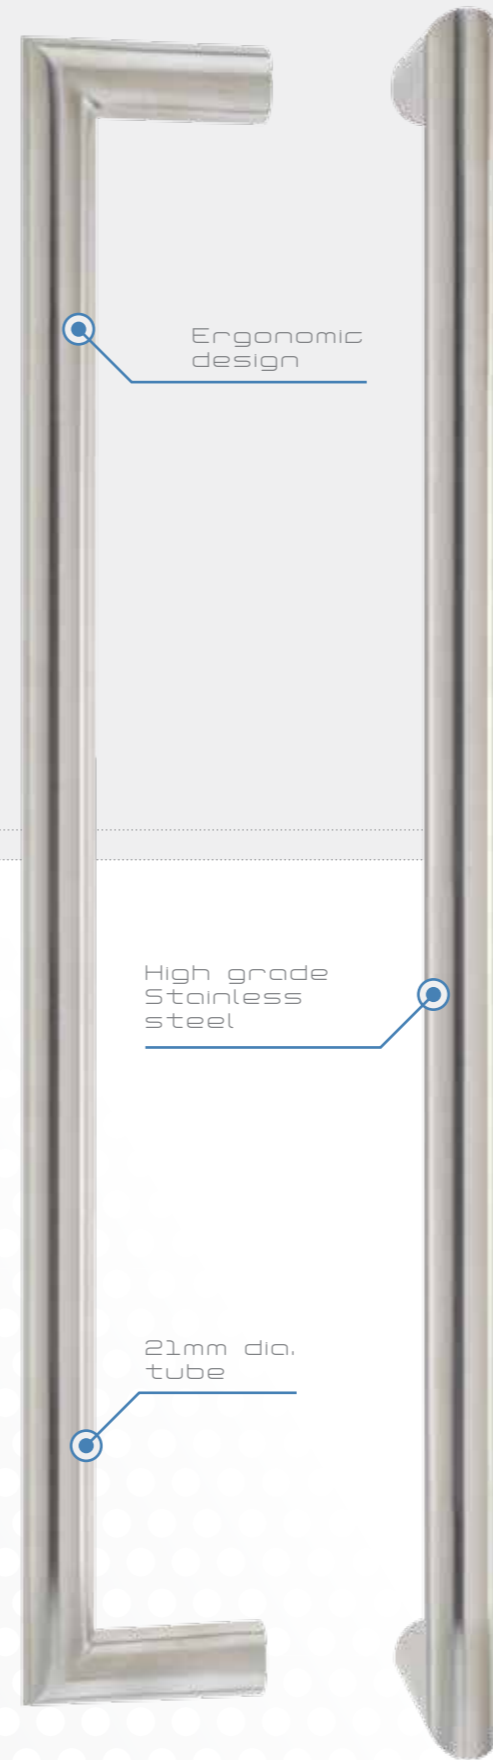 Ergonomic
design
High grade
Stainless
steel
21mm dia.
tube